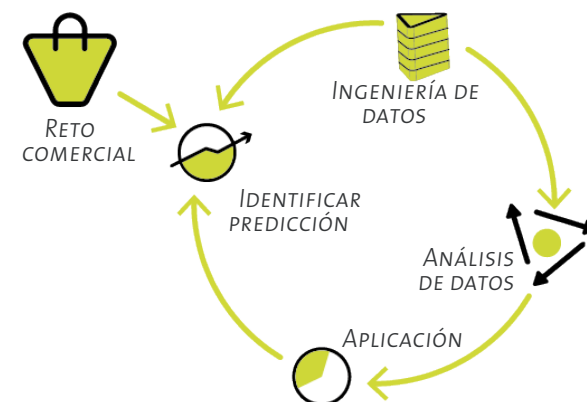 Ingeniería de
datos
Reto
comercial
Identificar
predicción
Análisis
de datos
Aplicación